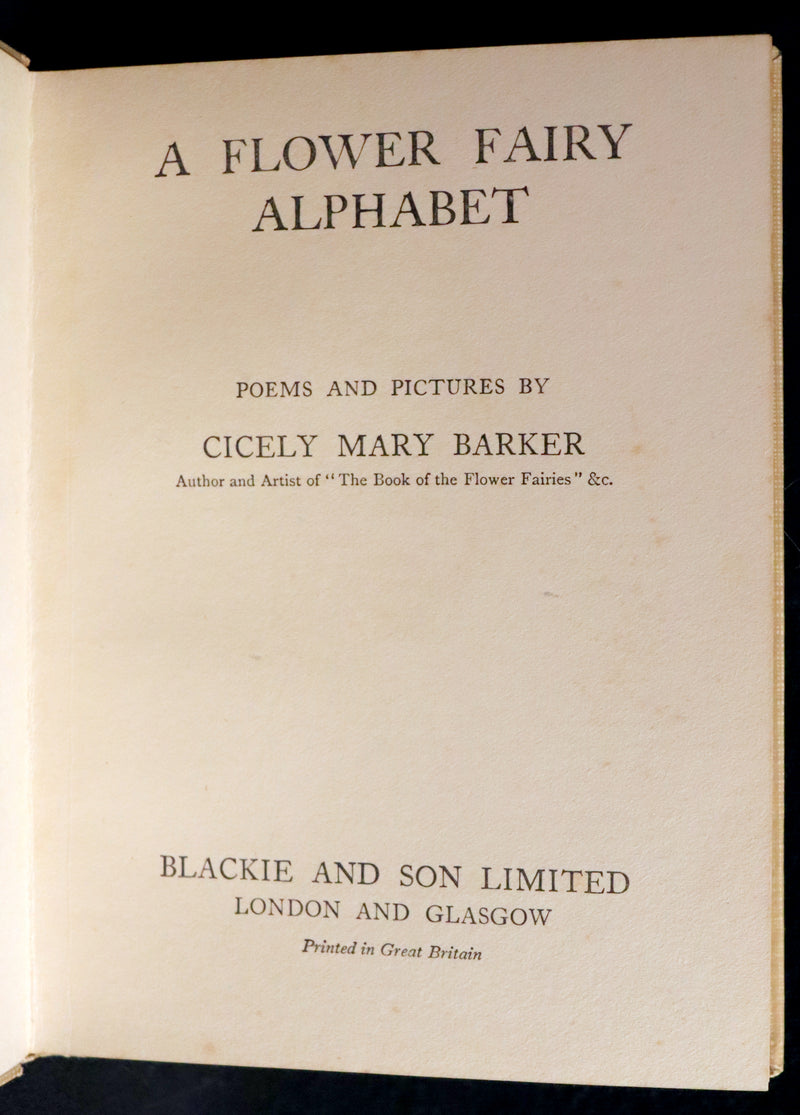 A FLOWER FAIRY
ALPHABET
POEMS AND PICTURES BY
CICELY MARY BARKER
Author and Artist of “The Book of the Flower Fairies” &c.
BLACKIE AND SON LIMITED
LONDON AND GLASGOW
Printed in Great Britain